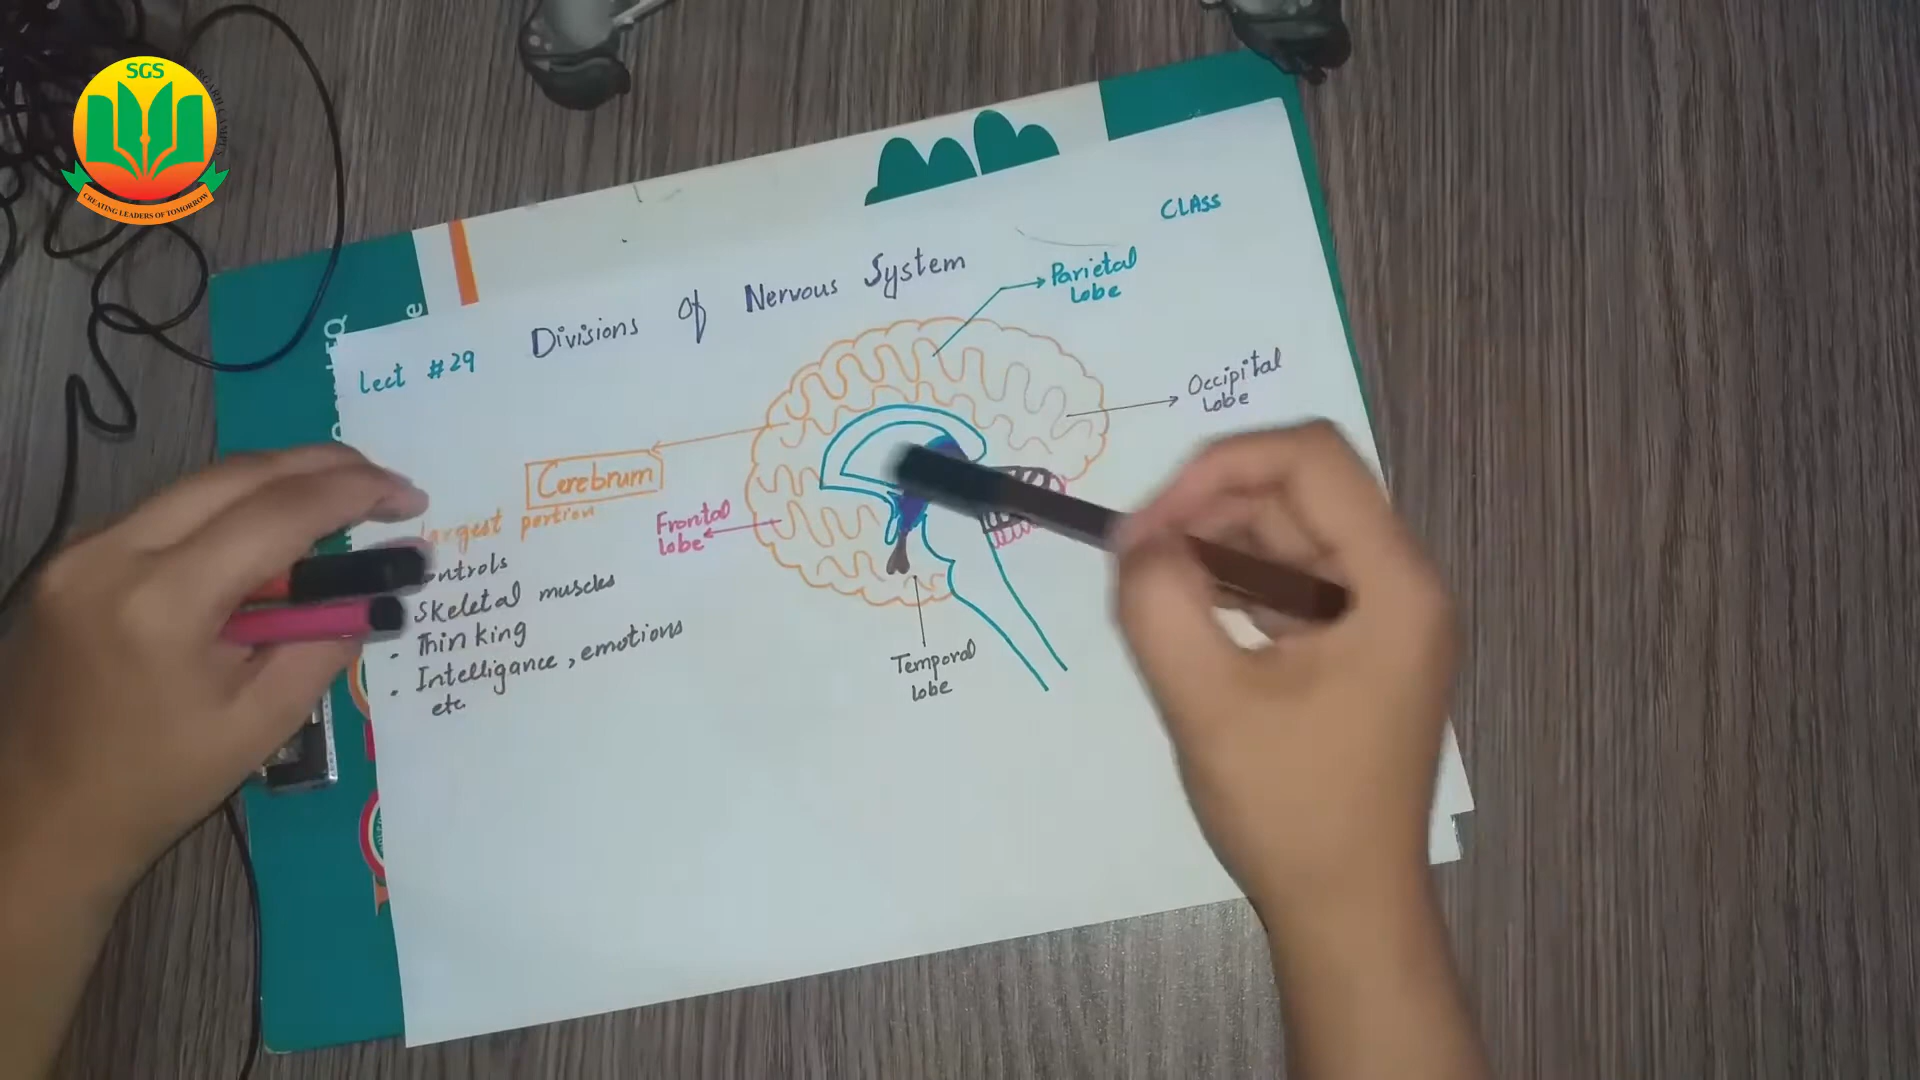 SGS
CREATING LEADERS OF TOMORROW
CLASS
Lect #29
Divisions of Nervous System
Parietal
lobe
Occipital
lobe
Cerebrum
largest portion
Frontal
lobe
Skeletal muscles
- Thinking
- Intelligance, emotions
etc
Temporal
lobe